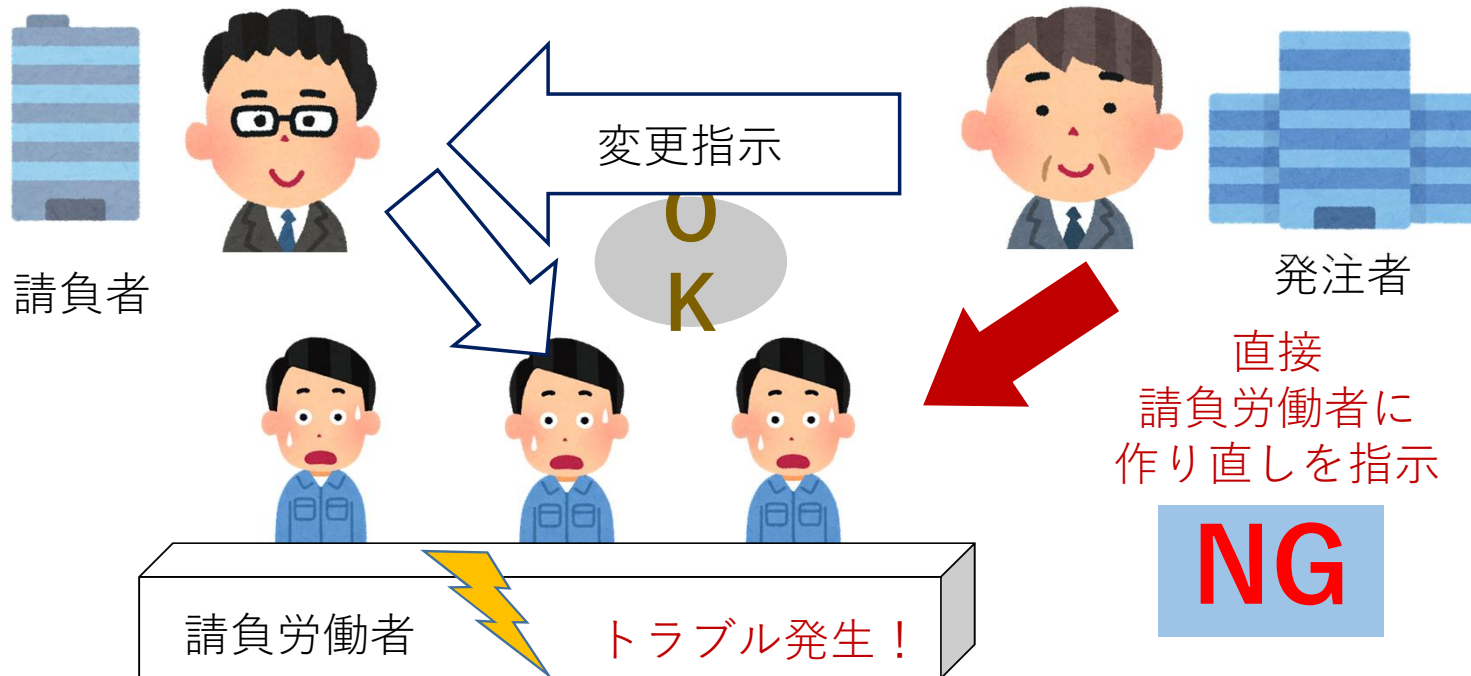 変更指示
O
K
請負者
発注者
直接
請負労働者に
作り直しを指示
NG
請負労働者
トラブル発生！